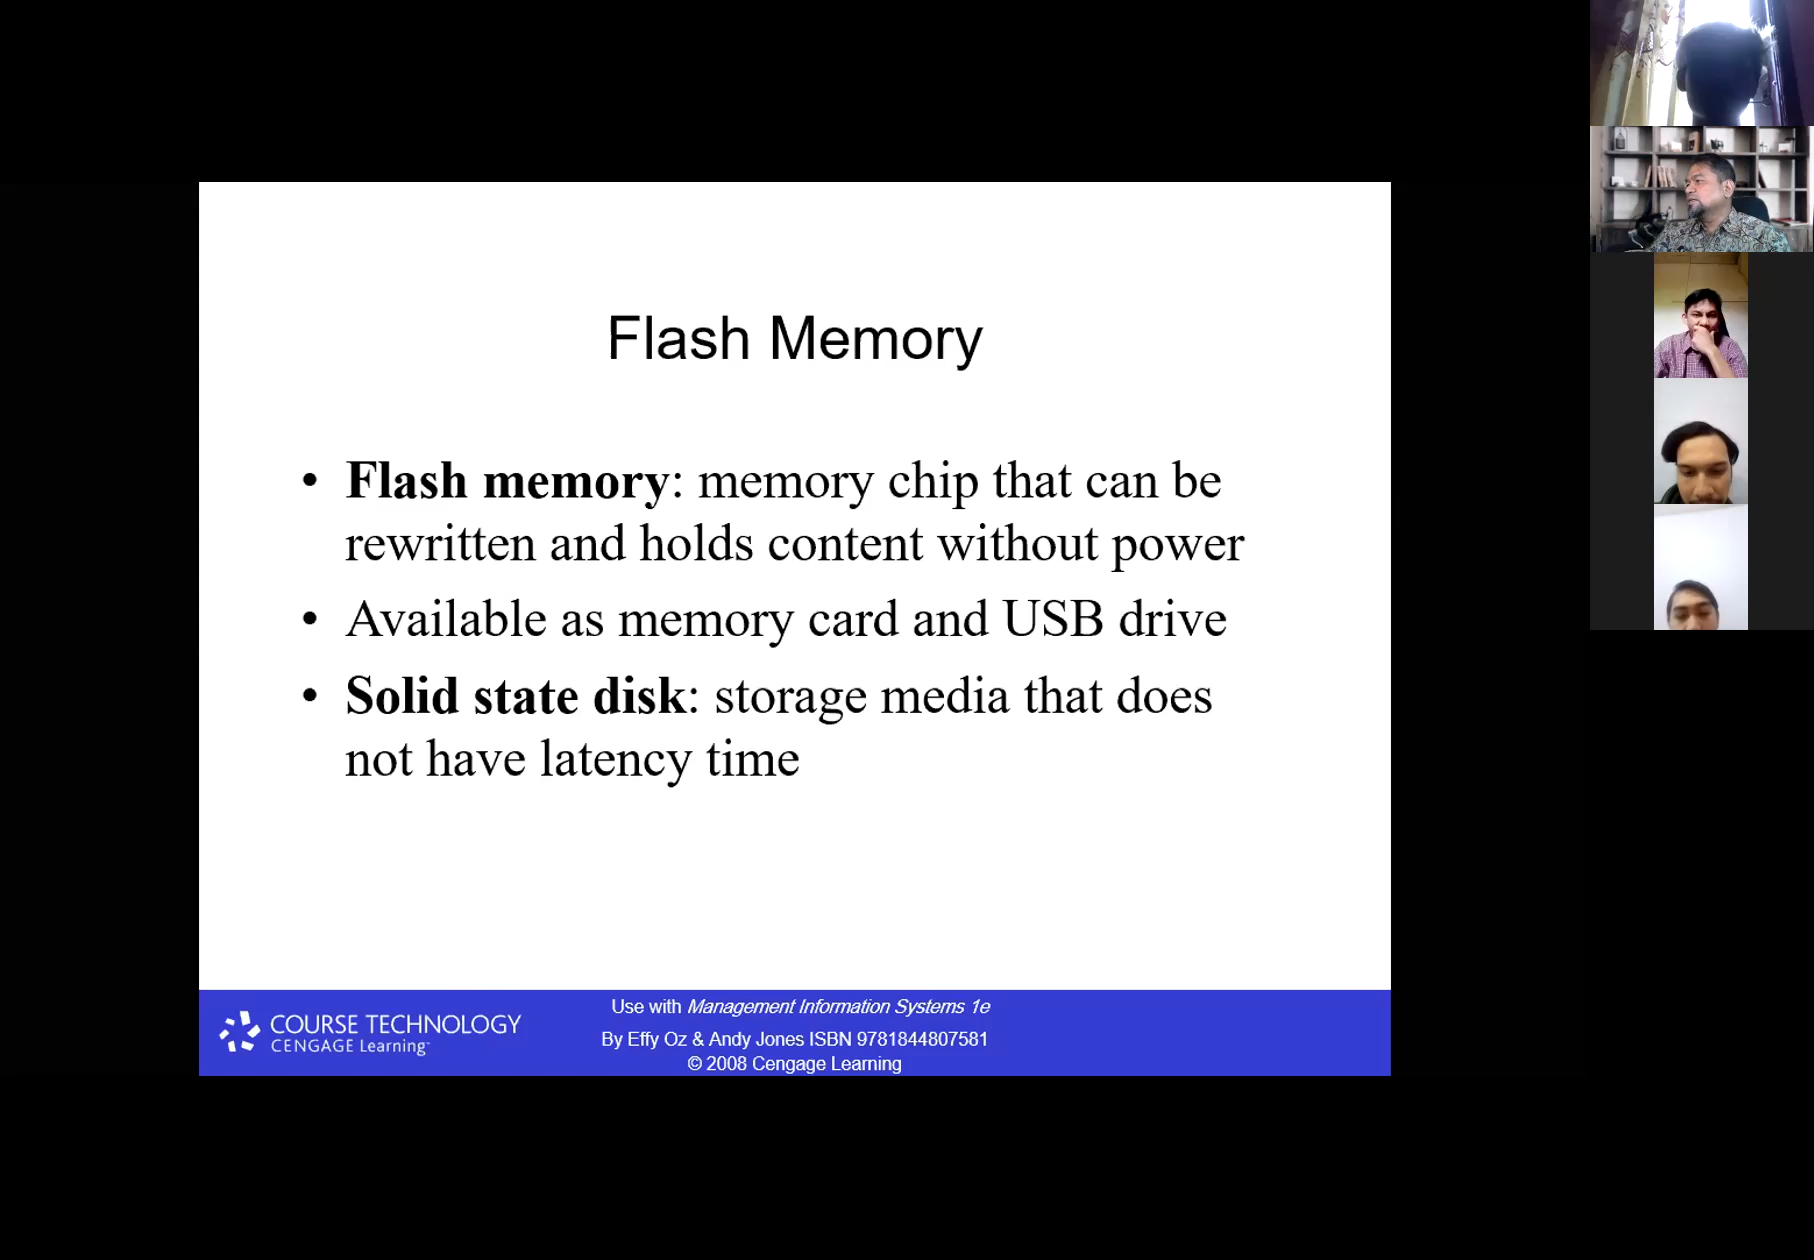 Flash Memory
• Flash memory: memory chip that can be
rewritten and holds content without power
• Available as memory card and USB drive
• Solid state disk: storage media that does
not have latency time
COURSE TECHNOLOGY
CENGAGE Learning™
Use with Management Information Systems 1e
By Effy Oz & Andy Jones ISBN 9781844807581
© 2008 Cengage Learning